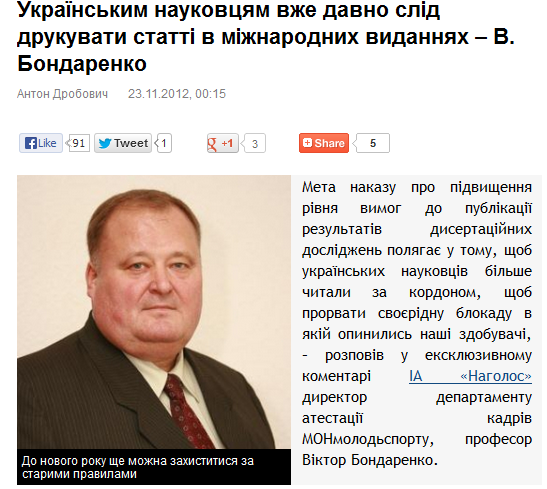 Українським науковцям вже давно слід
друкувати статті в міжнародних виданнях – В.
Бондаренко
Антон Дробович 23.11.2012, 00:15
Like 91 Tweet 1 +1 3 Share 5
Мета наказу про підвищення
рівня вимог до публікації
результатів дисертаційних
досліджень полягає у тому, щоб
українських науковців більше
читали за кордоном, щоб
прорвати своєрідну блокаду в
якій опинились наші здобувачі,
– розповів у ексклюзивному
коментарі ІА «Наголос»
директор департаменту
атестації кадрів
МОНмолодьспорту, професор
Віктор Бондаренко.
До нового року ще можна захиститися за
старими правилами